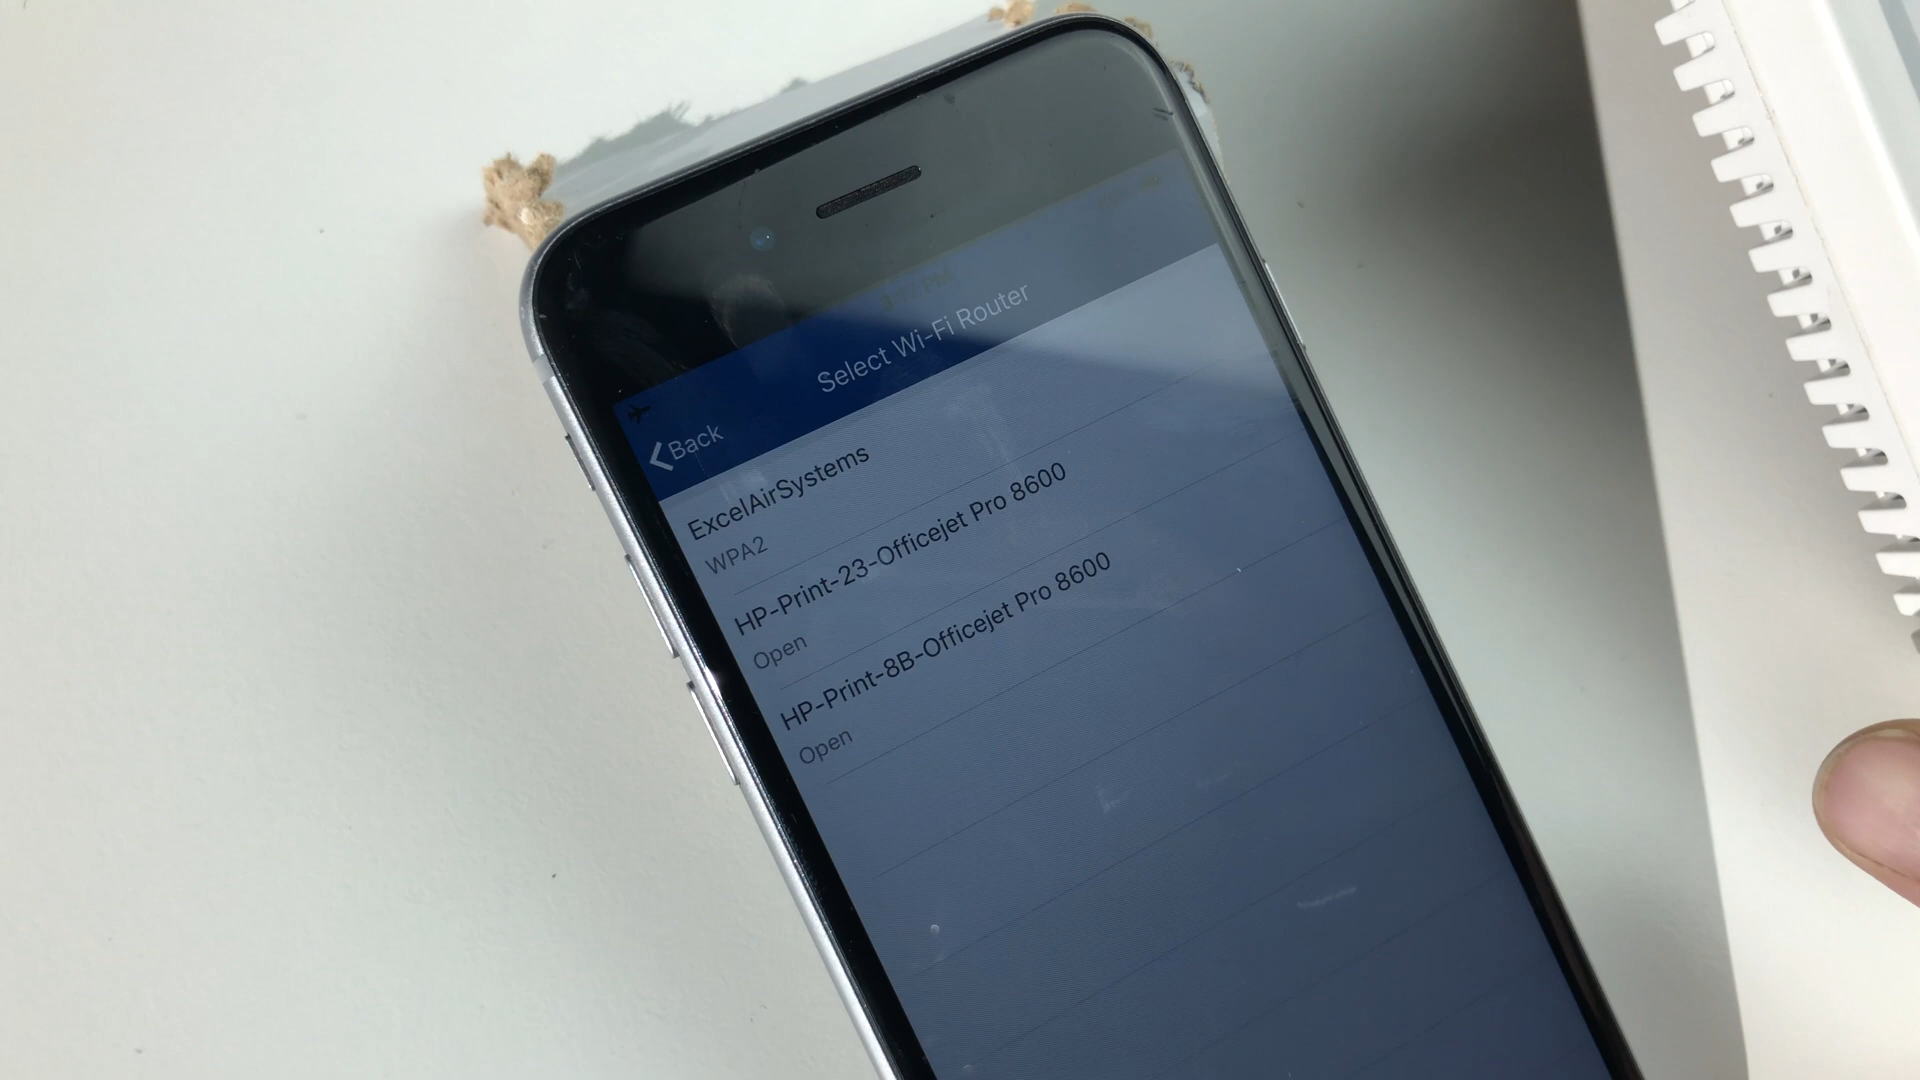 Select Wi-Fi Router
Back
ExcelAirSystems
WPA2
HP-Print-23-Officejet Pro 8600
Open
HP-Print-8B-Officejet Pro 8600
Open